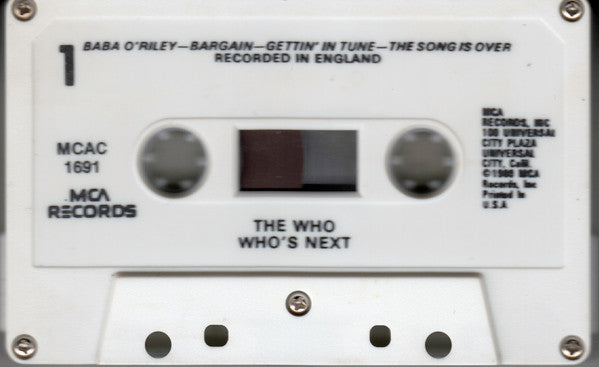 1
BABA O'RILEY—BARGAIN—GETTIN' IN TUNE—THE SONG IS OVER
RECORDED IN ENGLAND
MCAC
1691
MCA
RECORDS
THE WHO
WHO'S NEXT
MCA
RECORDS, INC
100 UNIVERSAL
CITY PLAZA
UNIVERSAL
CITY, Calif.
MCA
Records, Inc
Printed in
U.S.A